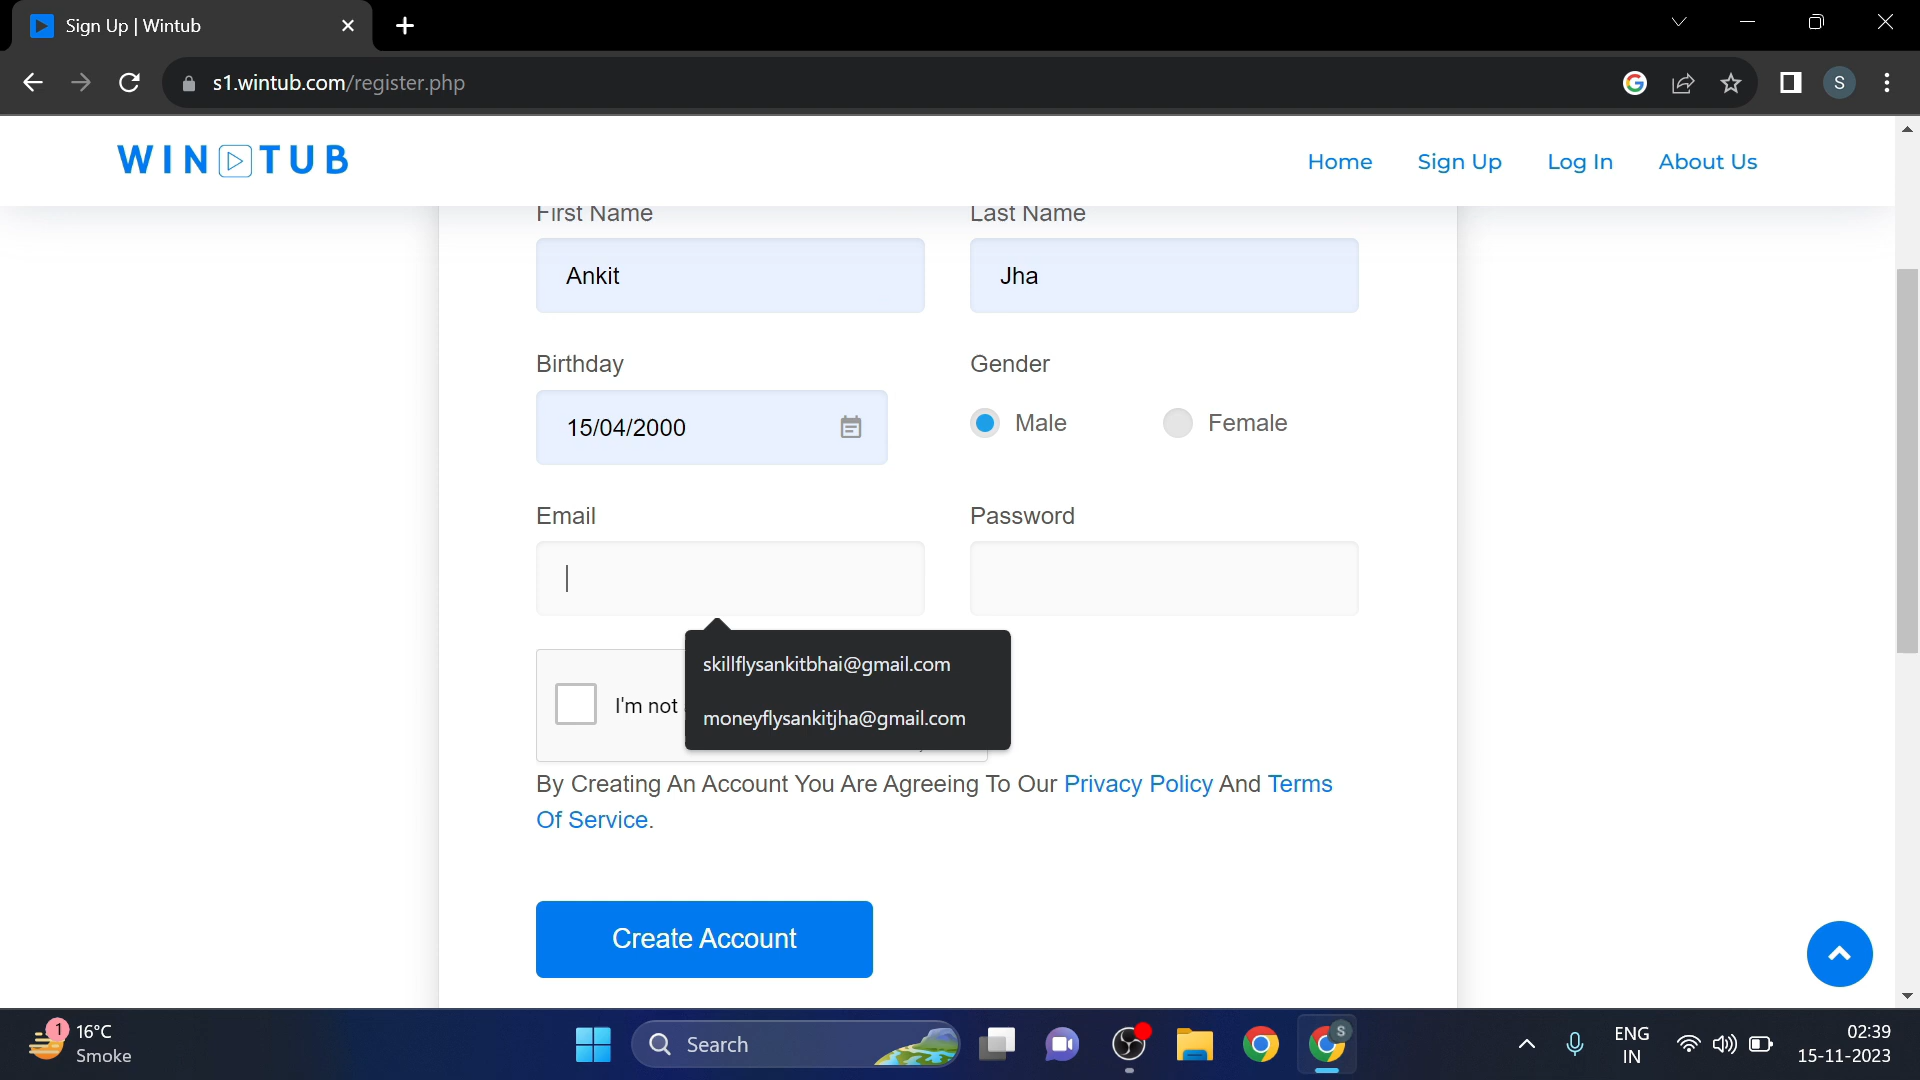 Sign Up | Wintub
s1.wintub.com/register.php
S
WIN TUB
Home Sign Up Log In About Us
First Name Last Name
Ankit Jha
Birthday Gender
15/04/2000 Male Female
Email Password
skillflysankitbhai@gmail.com
I'm not
moneyflysankitjha@gmail.com
By Creating An Account You Are Agreeing To Our Privacy Policy And Terms
Of Service.
Create Account
1 16°C
Smoke
Search
S
ENG
IN
02:39
15-11-2023